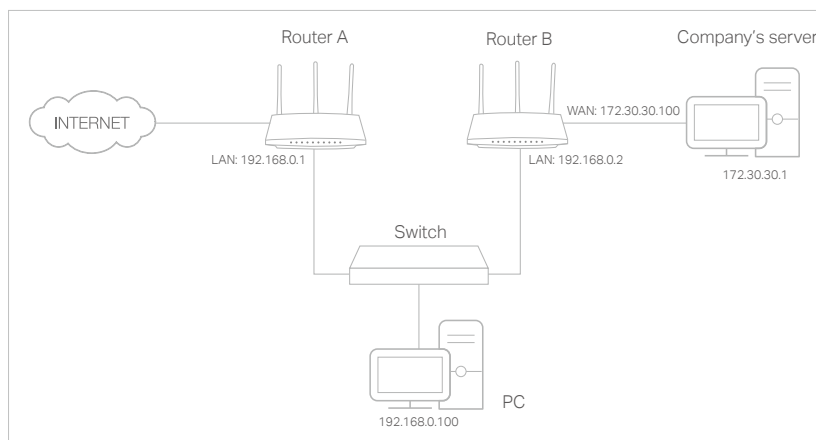 Router A
Router B
Company's server
INTERNET
WAN: 172.30.30.100
LAN: 192.168.0.1
LAN: 192.168.0.2
172.30.30.1
Switch
PC
192.168.0.100